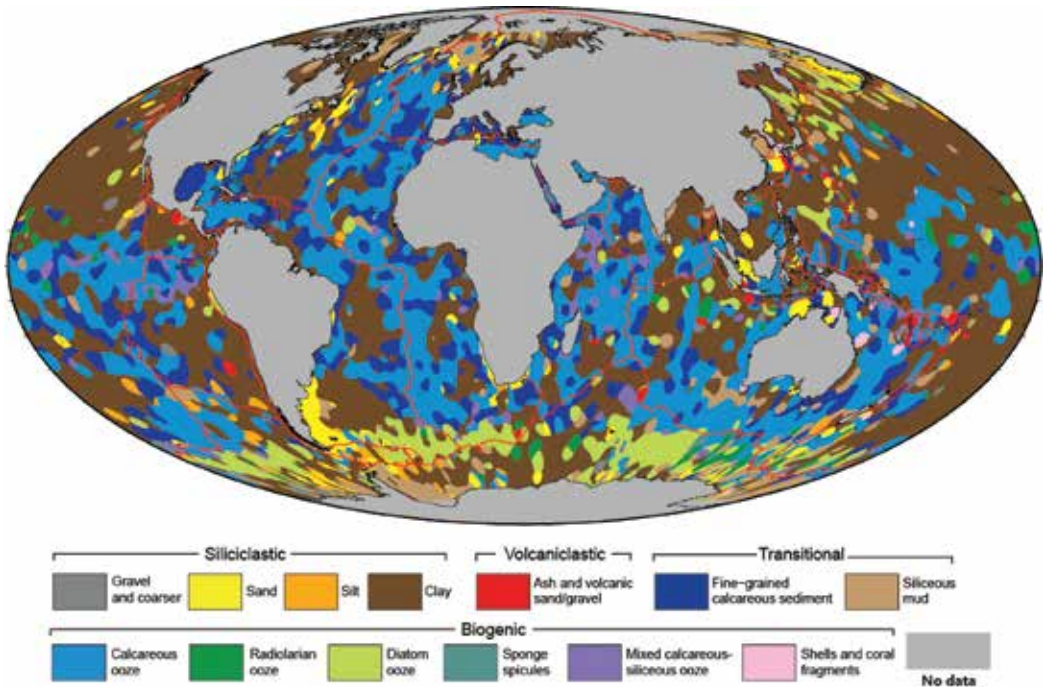 Siliciclastic
Volcaniclastic
Transitional
Gravel
and coarser
Sand
Silt
Clay
Ash and volcanic
sand/gravel
Fine-grained
calcareous sediment
Siliceous
mud
Biogenic
Calcareous
ooze
Radiolarian
ooze
Diatom
ooze
Sponge
spicules
Mixed calcareous-
siliceous ooze
Shells and coral
fragments
No data